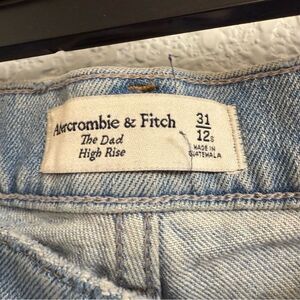 Abercrombie & Fitch
The Dad
High Rise
31
12S
MADE IN
GUATEMALA